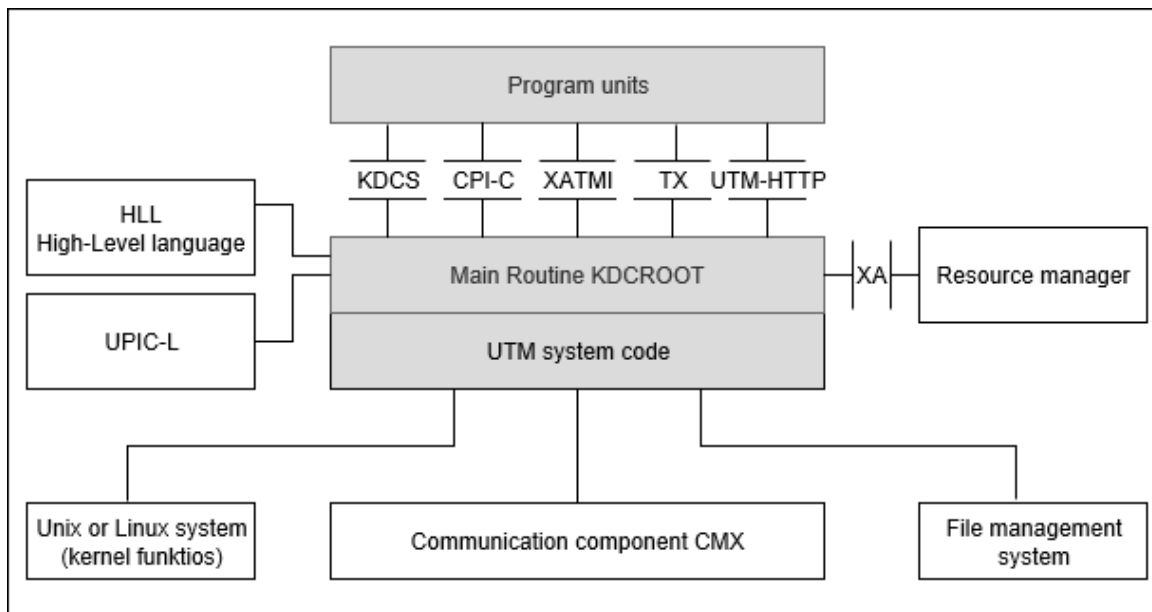 Program units
KDCS CPI-C XATMI TX UTM-HTTP
HLL
High-Level language
Main Routine KDCROOT
XA
Resource manager
UPIC-L
UTM system code
Unix or Linux system
(kernel funktios)
Communication component CMX
File management
system